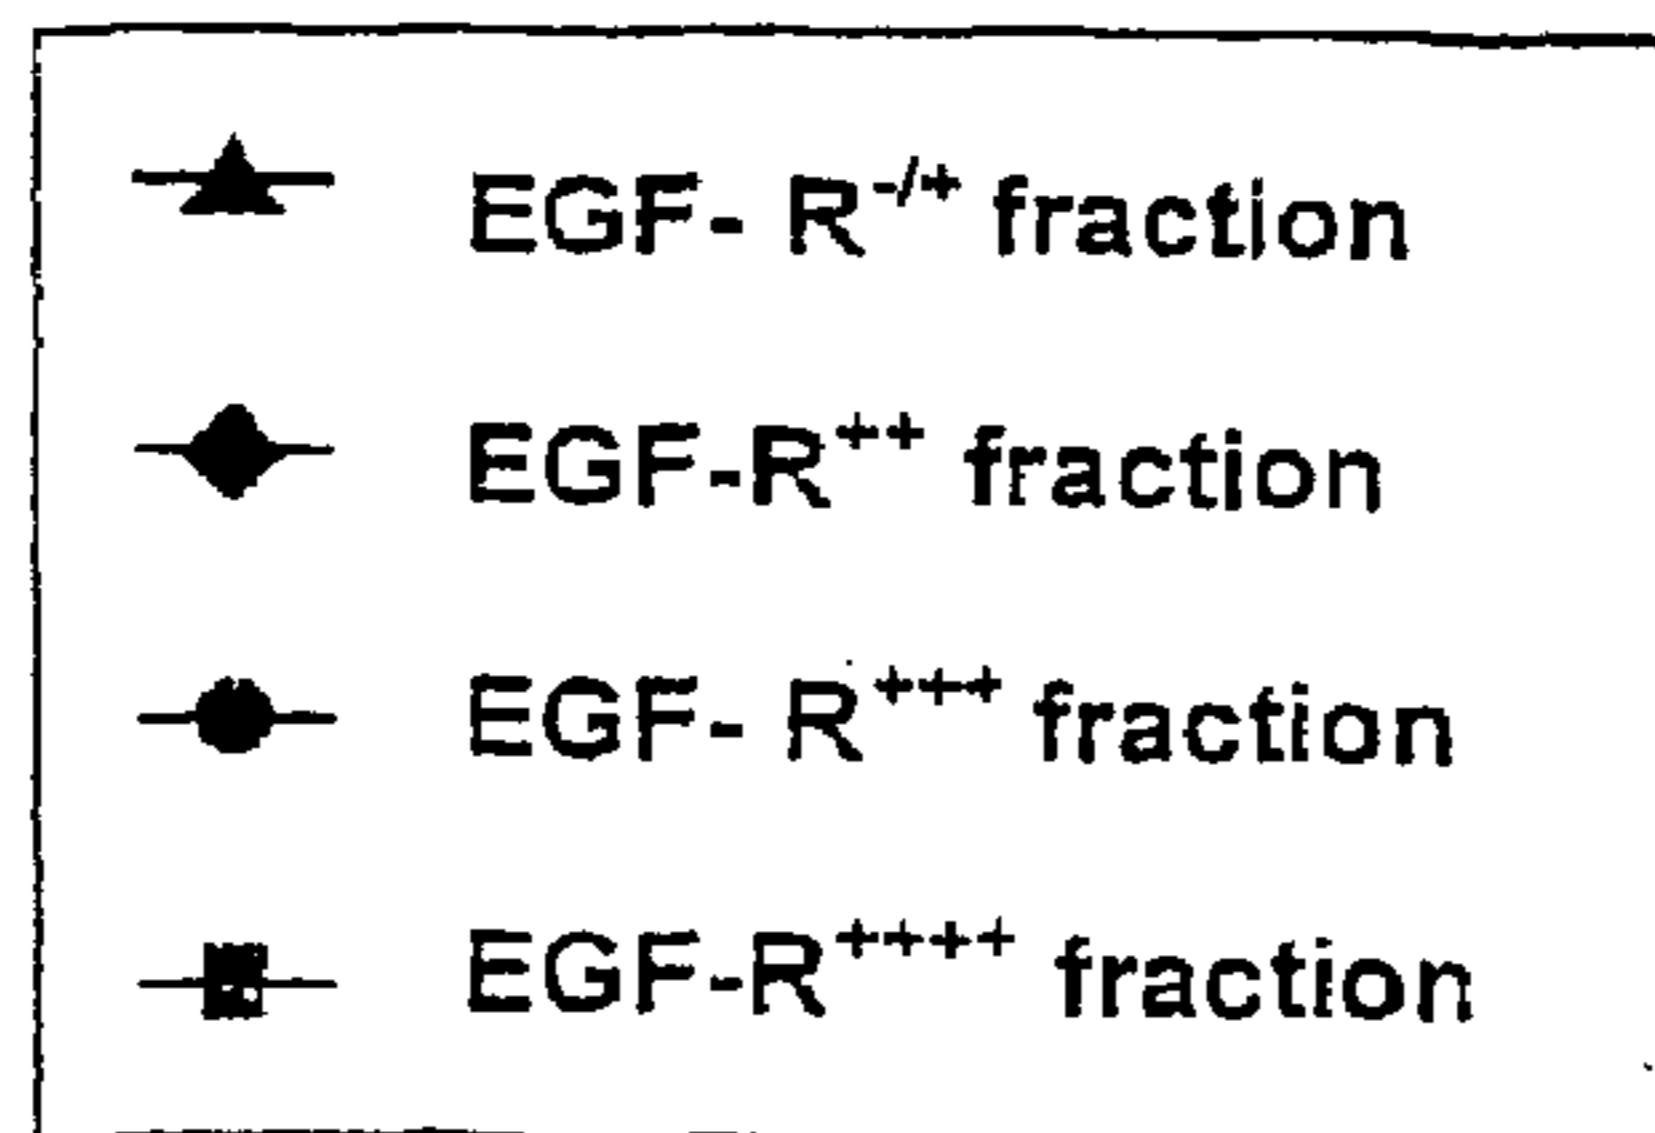 EGF- R⁻ᐟ⁺ fraction
EGF-R⁺⁺ fraction
EGF- R⁺⁺⁺ fraction
EGF-R⁺⁺⁺⁺ fraction